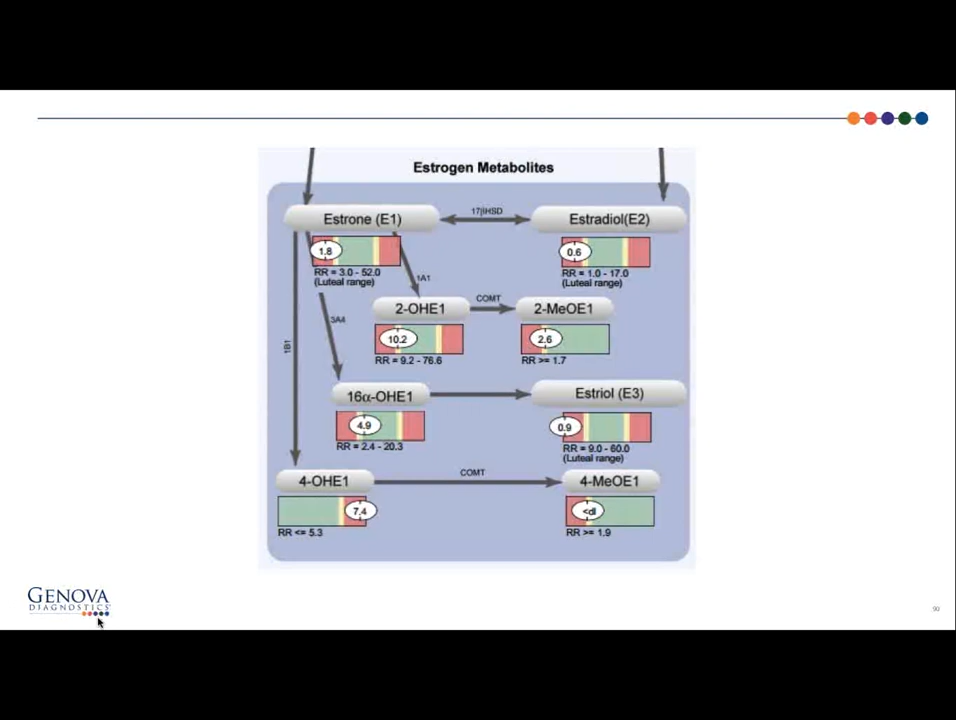 Estrogen Metabolites
Estrone (E1)
17βHSD
Estradiol(E2)
1.8
RR = 3.0 - 52.0
(Luteal range)
0.6
RR = 1.0 - 17.0
(Luteal range)
1A1
2-OHE1
COMT
2-MeOE1
10.2
RR = 9.2 - 76.6
2.6
RR >= 1.7
3A4
1B1
16α-OHE1
Estriol (E3)
4.9
RR = 2.4 - 20.3
0.9
RR = 9.0 - 60.0
(Luteal range)
4-OHE1
COMT
4-MeOE1
7.4
RR <= 5.3
<dl
RR >= 1.9
GENOVA
DIAGNOSTICS
90